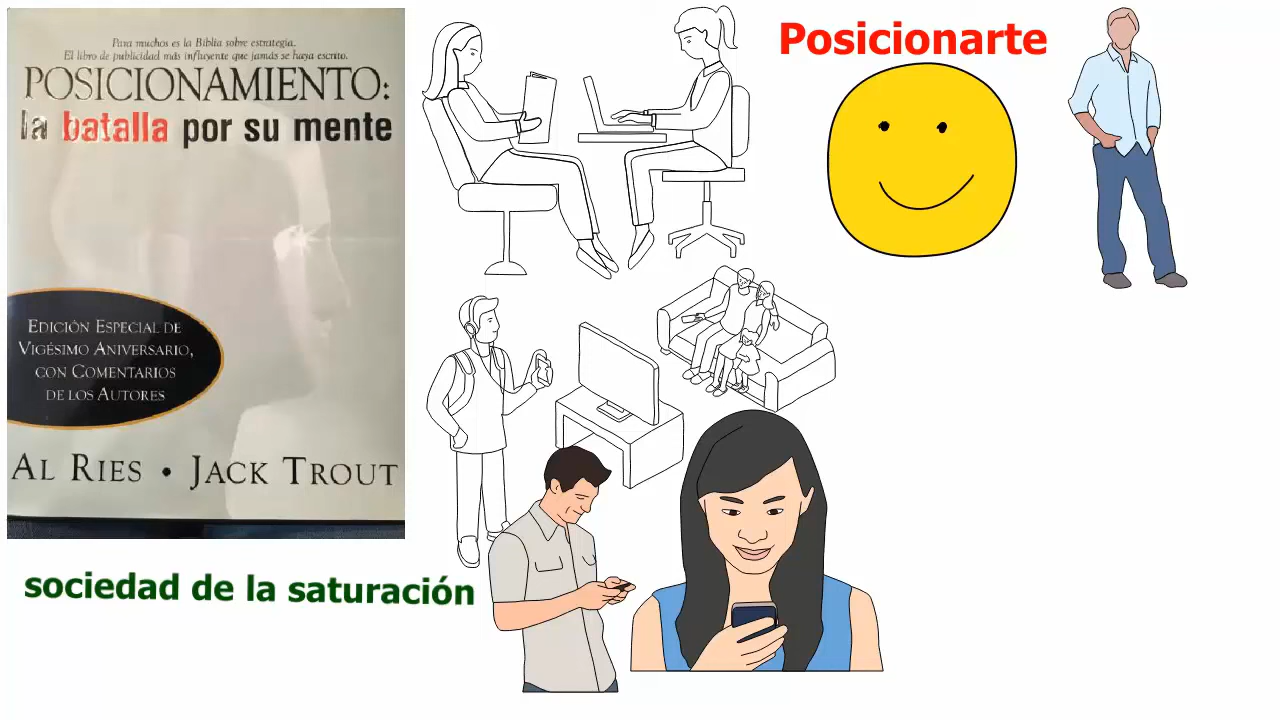 Para muchos es la Biblia sobre estrategia.
El libro de publicidad más influyente que jamás se haya escrito.
POSICIONAMIENTO:
la batalla por su mente
EDICIÓN ESPECIAL DE
VIGÉSIMO ANIVERSARIO,
CON COMENTARIOS
DE LOS AUTORES
AL RIES • JACK TROUT
sociedad de la saturación
Posicionarte